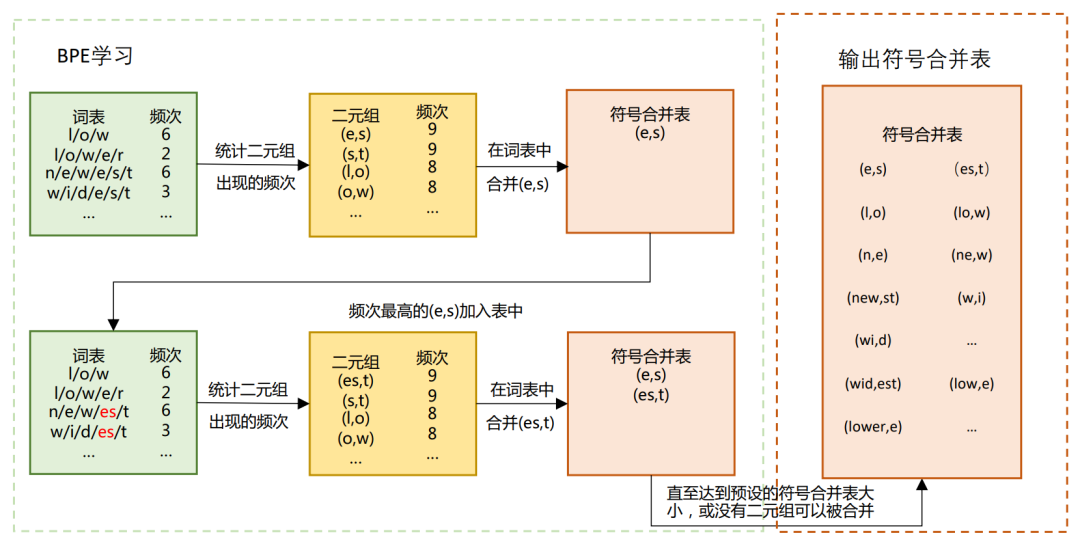 BPE学习
词表 频次
l/o/w 6
l/o/w/e/r 2
n/e/w/e/s/t 6
w/i/d/e/s/t 3
... ...
统计二元组
出现的频次
二元组 频次
(e,s) 9
(s,t) 9
(l,o) 8
(o,w) 8
... ...
在词表中
合并(e,s)
符号合并表
(e,s)
频次最高的(e,s)加入表中
词表 频次
l/o/w 6
l/o/w/e/r 2
n/e/w/es/t 6
w/i/d/es/t 3
... ...
统计二元组
出现的频次
二元组 频次
(es,t) 9
(s,t) 9
(l,o) 8
(o,w) 8
... ...
在词表中
合并(es,t)
符号合并表
(e,s)
(es,t)
直至达到预设的符号合并表大
小，或没有二元组可以被合并
输出符号合并表
符号合并表
(e,s) （es,t）
(l,o) (lo,w)
(n,e) (ne,w)
(new,st) (w,i)
(wi,d) ...
(wid,est) (low,e)
(lower,e) ...